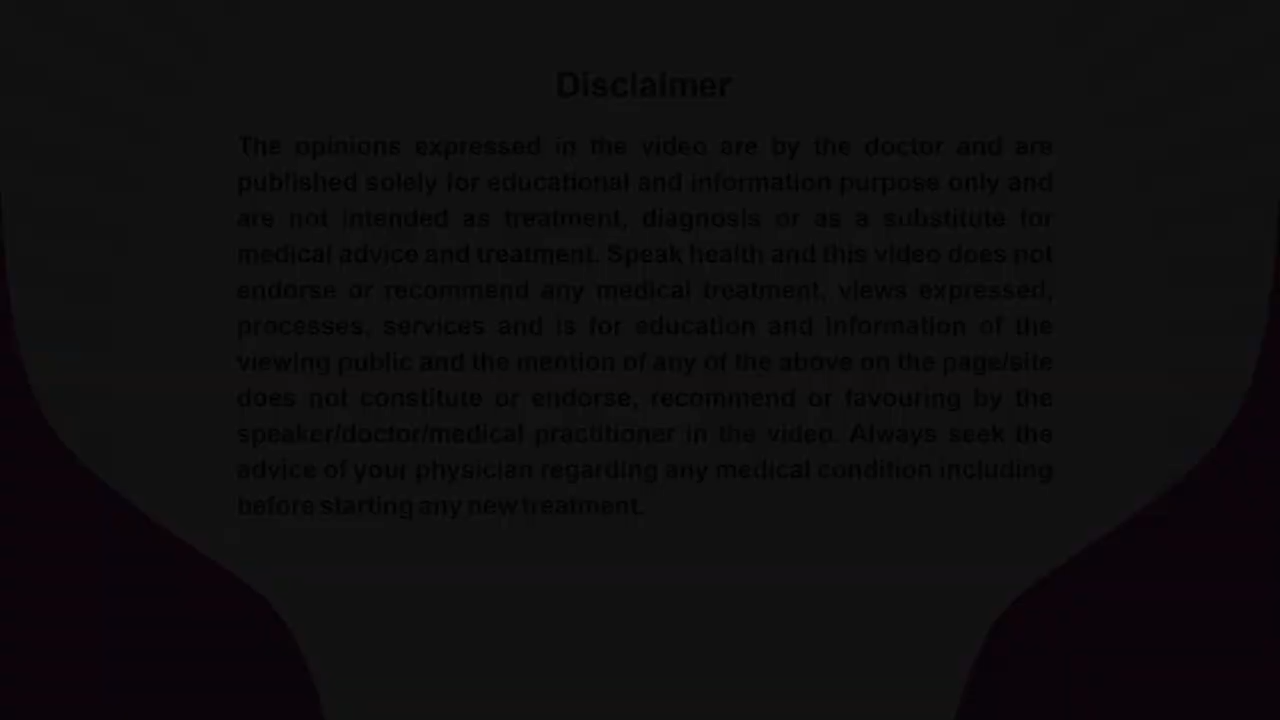 Disclaimer
The opinions expressed in the video are by the doctor and are
published solely for educational and information purpose only and
are not intended as treatment, diagnosis or as a substitute for
medical advice and treatment. Speak health and this video does not
endorse or recommend any medical treatment, views expressed,
processes, services and is for education and information of the
viewing public and the mention of any of the above on the page/site
does not constitute or endorse, recommend or favouring by the
speaker/doctor/medical practitioner in the video. Always seek the
advice of your physician regarding any medical condition including
before starting any new treatment.